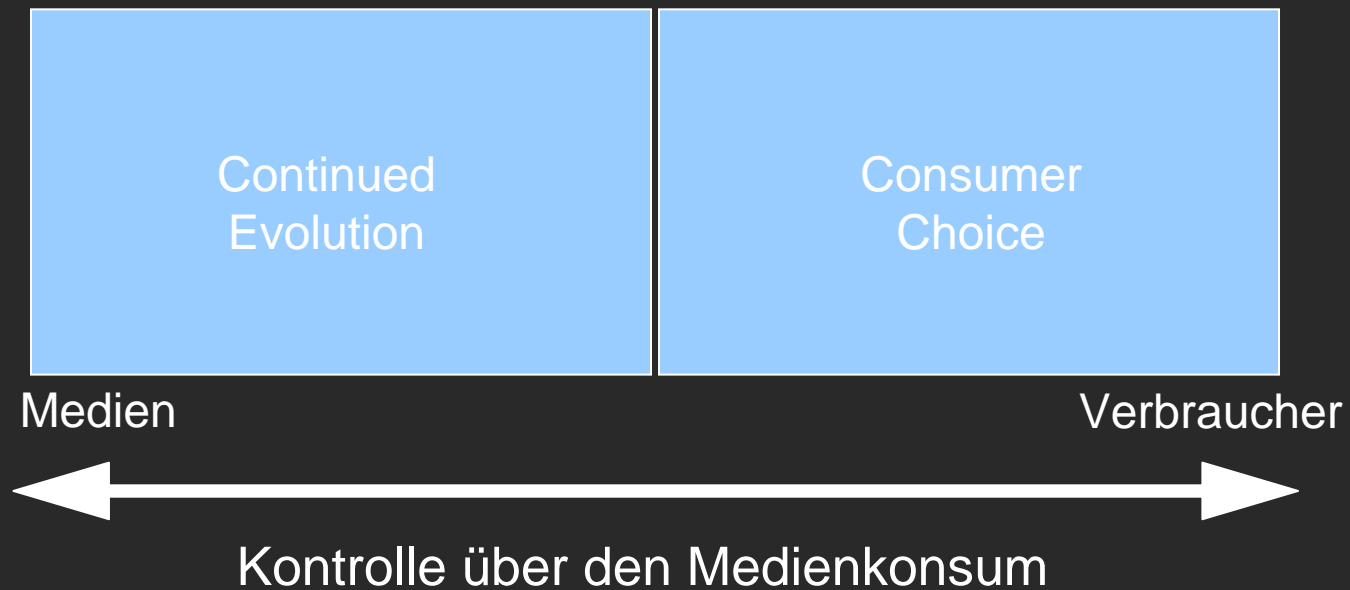 Continued
Evolution
Consumer
Choice
Medien
Verbraucher
Kontrolle über den Medienkonsum